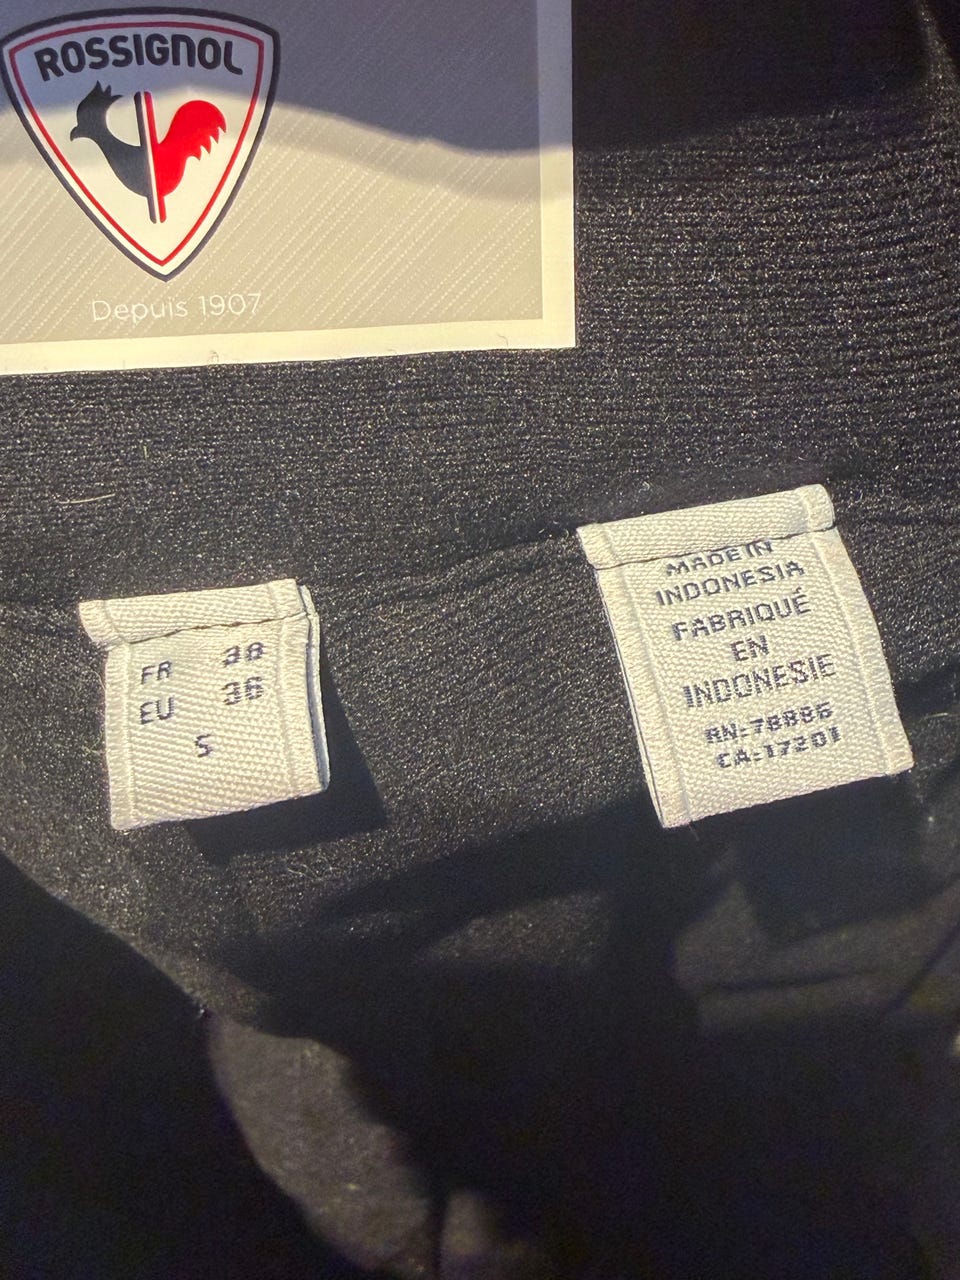 ROSSIGNOL
Depuis 1907
FR 38
EU 36
S
MADE IN
INDONESIA
FABRIQUÉ
EN
INDONESIE
RN:78886
CA:17201